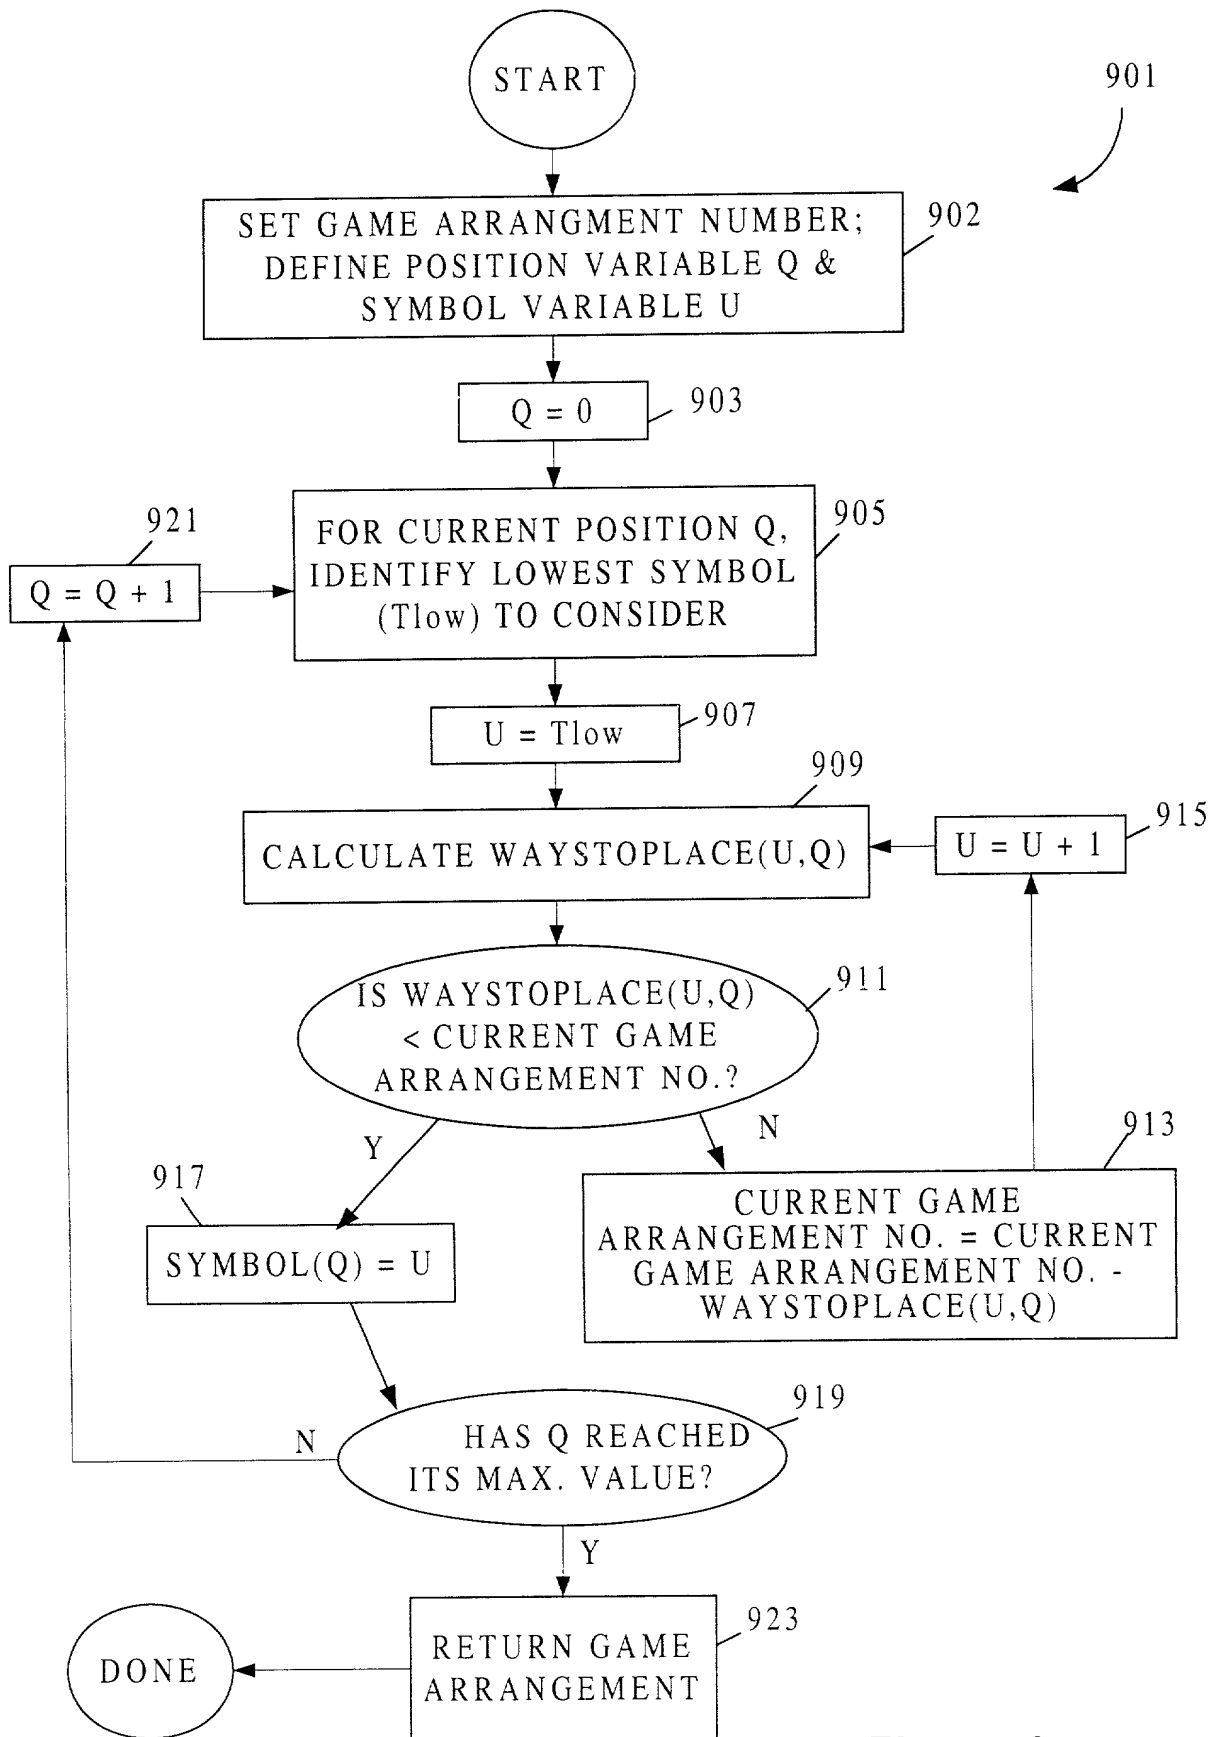 START
901
SET GAME ARRANGMENT NUMBER;
DEFINE POSITION VARIABLE Q &
SYMBOL VARIABLE U
902
Q = 0
903
921
Q = Q + 1
FOR CURRENT POSITION Q,
IDENTIFY LOWEST SYMBOL
(Tlow) TO CONSIDER
905
U = Tlow
907
909
CALCULATE WAYSTOPLACE(U,Q)
U = U + 1
915
IS WAYSTOPLACE(U,Q)
< CURRENT GAME
ARRANGEMENT NO.?
911
Y
N
913
917
SYMBOL(Q) = U
CURRENT GAME
ARRANGEMENT NO. = CURRENT
GAME ARRANGEMENT NO. -
WAYSTOPLACE(U,Q)
919
N
HAS Q REACHED
ITS MAX. VALUE?
Y
923
RETURN GAME
ARRANGEMENT
DONE